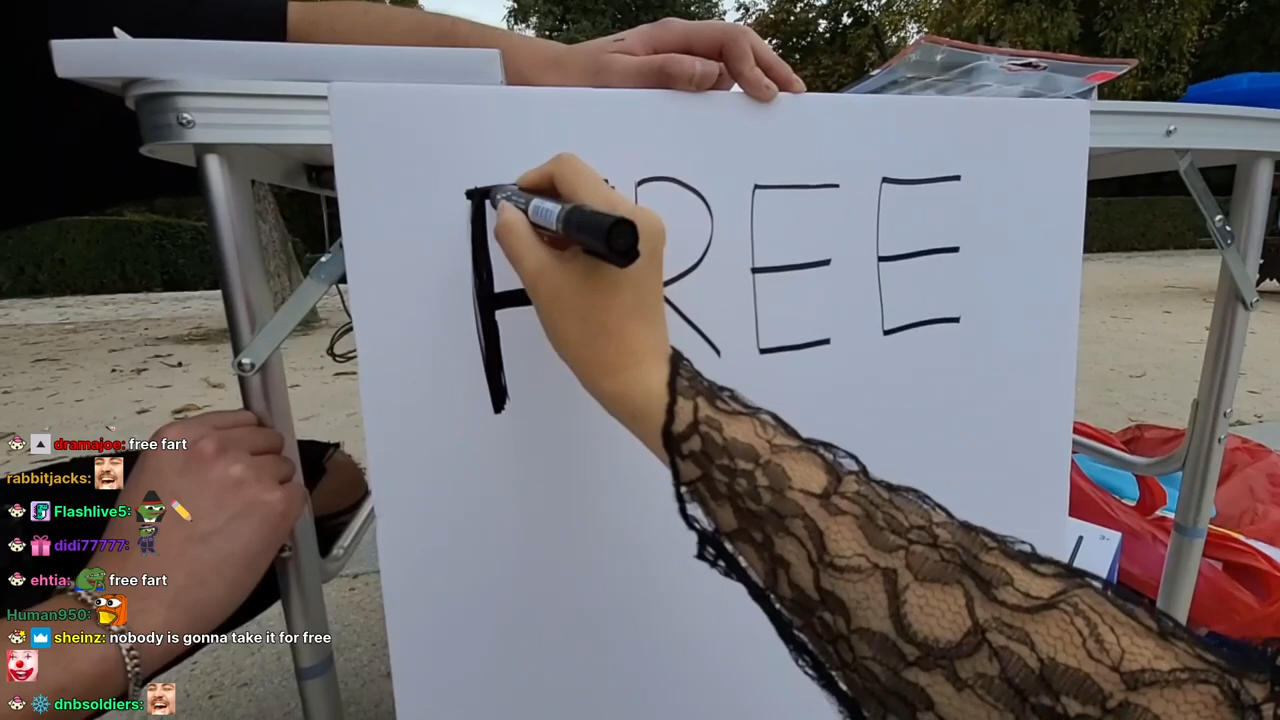 FREE
dramajoe: free fart
rabbitjacks:
Flashlive5:
didi77777:
ehtia: free fart
Human950:
sheinz: nobody is gonna take it for free
dnbsoldiers: